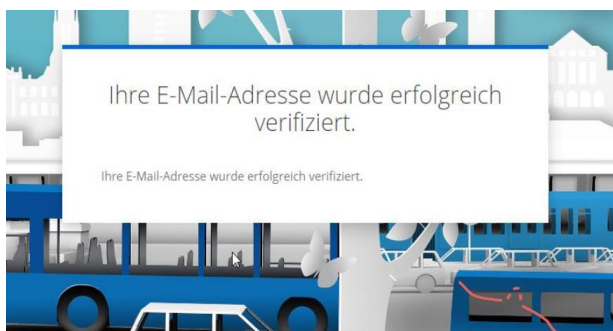 Ihre E-Mail-Adresse wurde erfolgreich
verifiziert.
Ihre E-Mail-Adresse wurde erfolgreich verifiziert.